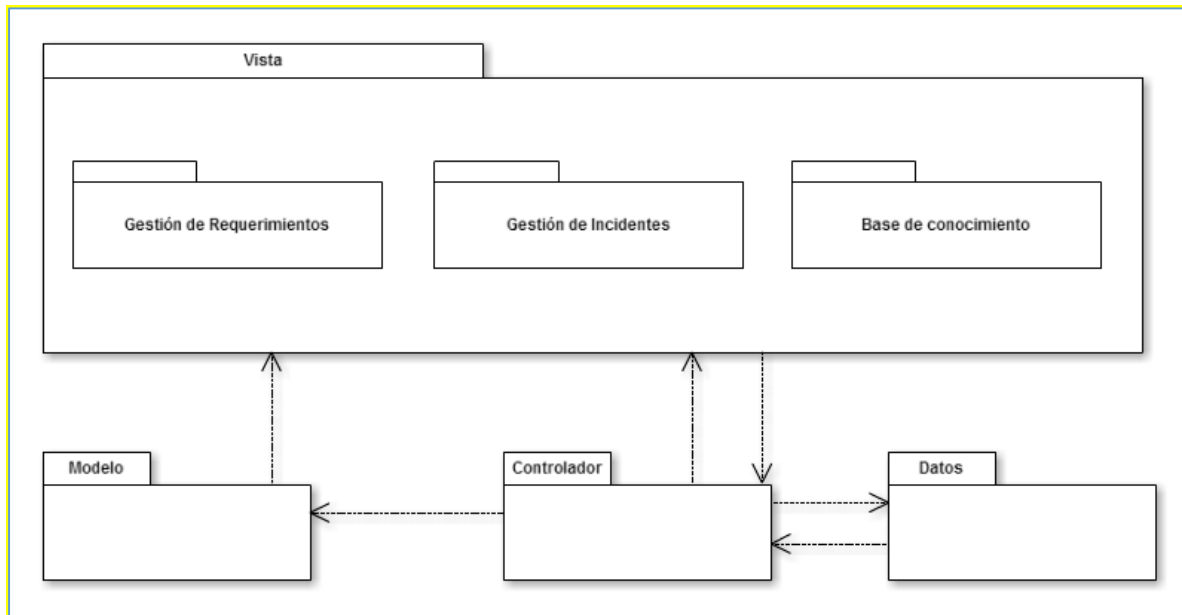 Vista
Gestión de Requerimientos
Gestión de Incidentes
Base de conocimiento
Modelo
Controlador
Datos